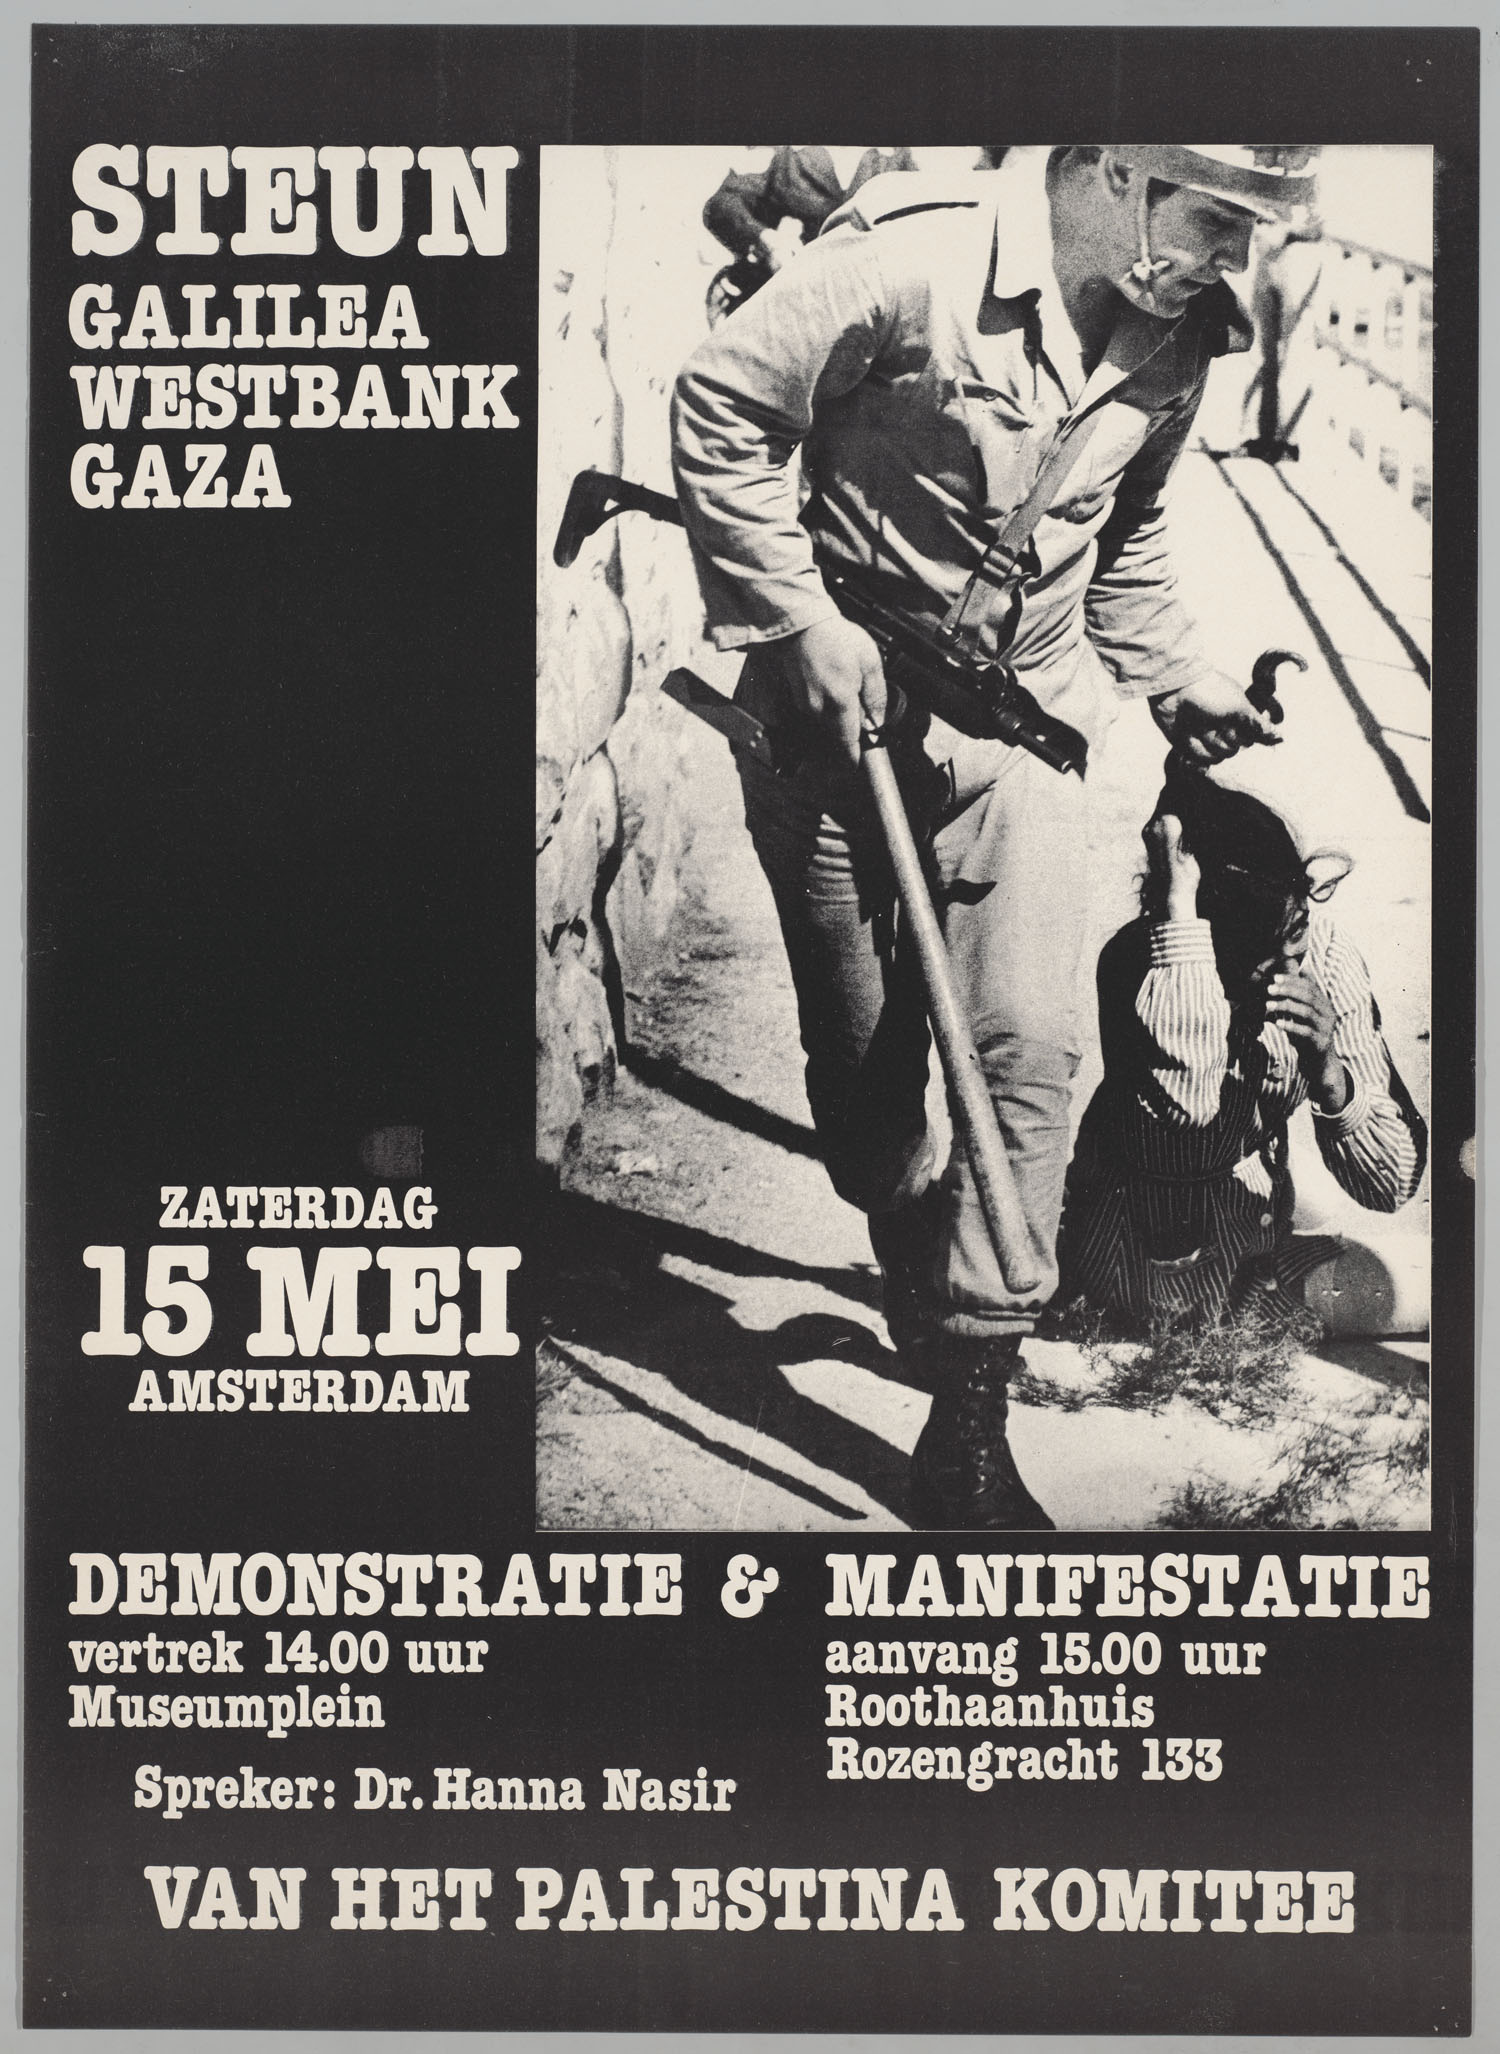 STEUN
GALILEA
WESTBANK
GAZA
ZATERDAG
15 MEI
AMSTERDAM
DEMONSTRATIE & MANIFESTATIE
vertrek 14.00 uur
Museumplein
Spreker: Dr. Hanna Nasir
aanvang 15.00 uur
Roothaanhuis
Rozengracht 133
VAN HET PALESTINA KOMITEE